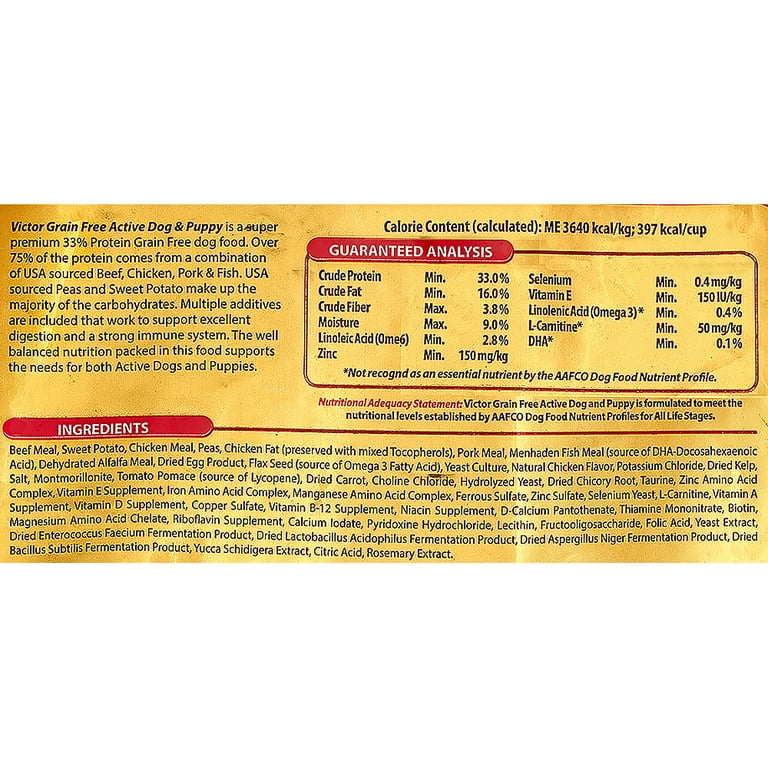 Victor Grain Free Active Dog & Puppy is a super
premium 33% Protein Grain Free dog food. Over
75% of the protein comes from a combination
of USA sourced Beef, Chicken, Pork & Fish. USA
sourced Peas and Sweet Potato make up the
majority of the carbohydrates. Multiple additives
are included that work to support excellent
digestion and a strong immune system. The well
balanced nutrition packed in this food supports
the needs for both Active Dogs and Puppies.
Calorie Content (calculated): ME 3640 kcal/kg; 397 kcal/cup
GUARANTEED ANALYSIS
Crude Protein Min. 33.0%
Crude Fat Min. 16.0%
Crude Fiber Max. 3.8%
Moisture Max. 9.0%
Linoleic Acid (Ome6) Min. 2.8%
Zinc Min. 150 mg/kg
Selenium Min. 0.4 mg/kg
Vitamin E Min. 150 IU/kg
Linolenic Acid (Omega 3)* Min. 0.4%
L-Carnitine* Min. 50 mg/kg
DHA* Min. 0.1%
*Not recognd as an essential nutrient by the AAFCO Dog Food Nutrient Profile.
Nutritional Adequacy Statement: Victor Grain Free Active Dog and Puppy is formulated to meet the
nutritional levels established by AAFCO Dog Food Nutrient Profiles for All Life Stages.
INGREDIENTS
Beef Meal, Sweet Potato, Chicken Meal, Peas, Chicken Fat (preserved with mixed Tocopherols), Pork Meal, Menhaden Fish Meal (source of DHA-Docosahexaenoic
Acid), Dehydrated Alfalfa Meal, Dried Egg Product, Flax Seed (source of Omega 3 Fatty Acid), Yeast Culture, Natural Chicken Flavor, Potassium Chloride, Dried Kelp,
Salt, Montmorillonite, Tomato Pomace (source of Lycopene), Dried Carrot, Choline Chloride, Hydrolyzed Yeast, Dried Chicory Root, Taurine, Zinc Amino Acid
Complex, Vitamin E Supplement, Iron Amino Acid Complex, Manganese Amino Acid Complex, Ferrous Sulfate, Zinc Sulfate, Selenium Yeast, L-Carnitine, Vitamin A
Supplement, Vitamin D Supplement, Copper Sulfate, Vitamin B-12 Supplement, Niacin Supplement, D-Calcium Pantothenate, Thiamine Mononitrate, Biotin,
Magnesium Amino Acid Chelate, Riboflavin Supplement, Calcium Iodate, Pyridoxine Hydrochloride, Lecithin, Fructooligosaccharide, Folic Acid, Yeast Extract,
Dried Enterococcus Faecium Fermentation Product, Dried Lactobacillus Acidophilus Fermentation Product, Dried Aspergillus Niger Fermentation Product, Dried
Bacillus Subtilis Fermentation Product, Yucca Schidigera Extract, Citric Acid, Rosemary Extract.